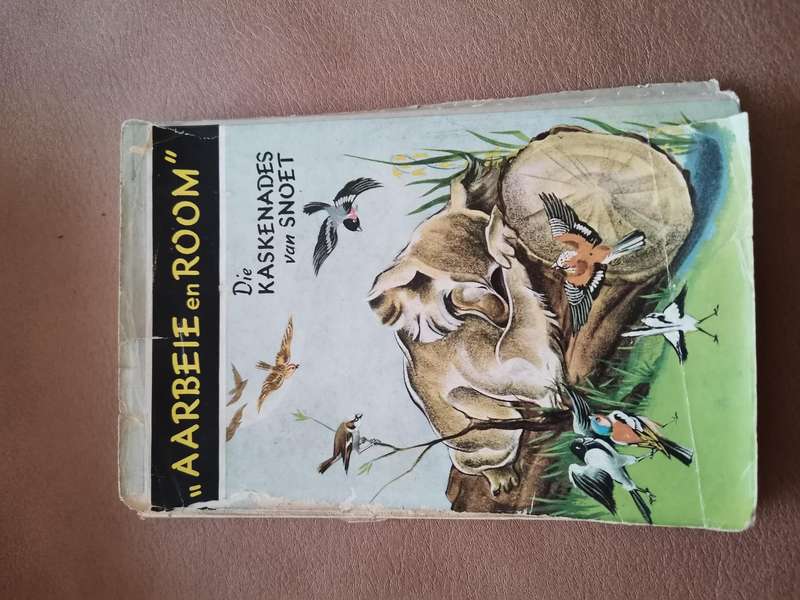 „AARBEIE en ROOM”
Die
KASKENADES
van SNOET